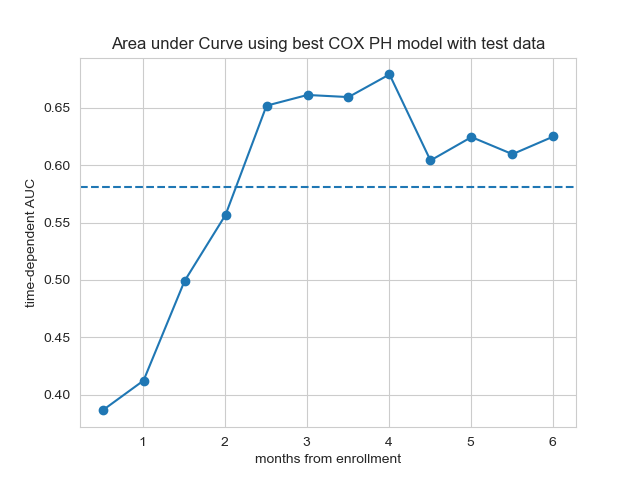 Area under Curve using best COX PH model with test data
time-dependent AUC
0.65
0.60
0.55
0.50
0.45
0.40
1 2 3 4 5 6
months from enrollment